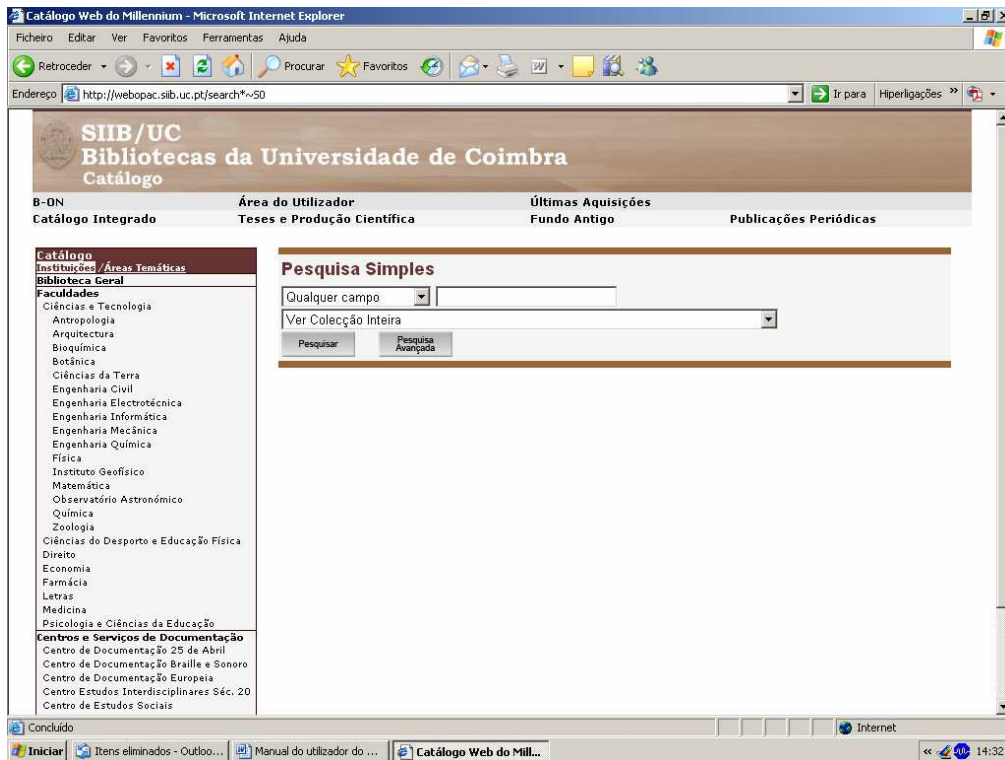 Catálogo Web do Millennium - Microsoft Internet Explorer
Ficheiro Editar Ver Favoritos Ferramentas Ajuda
Retroceder Procurar Favoritos
Endereço http://webopac.siib.uc.pt/search*~S0 Ir para Hiperligações »
SIIB/UC
Bibliotecas da Universidade de Coimbra
Catálogo
B-ON Área do Utilizador Últimas Aquisições
Catálogo Integrado Teses e Produção Científica Fundo Antigo Publicações Periódicas
Catálogo
Instituições /Áreas Temáticas
Biblioteca Geral
Faculdades
Ciências e Tecnologia
Antropologia
Arquitectura
Bioquímica
Botânica
Ciências da Terra
Engenharia Civil
Engenharia Electrotécnica
Engenharia Informática
Engenharia Mecânica
Engenharia Química
Física
Instituto Geofísico
Matemática
Observatório Astronómico
Química
Zoologia
Ciências do Desporto e Educação Física
Direito
Economia
Farmácia
Letras
Medicina
Psicologia e Ciências da Educação
Centros e Serviços de Documentação
Centro de Documentação 25 de Abril
Centro de Documentação Braille e Sonoro
Centro de Documentação Europeia
Centro Estudos Interdisciplinares Séc. 20
Centro de Estudos Sociais
Pesquisa Simples
Qualquer campo
Ver Colecção Inteira
Pesquisar
Pesquisa
Avançada
Concluído Internet
Iniciar Itens eliminados - Outloo... Manual do utilizador do ... Catálogo Web do Mill... « 14:32